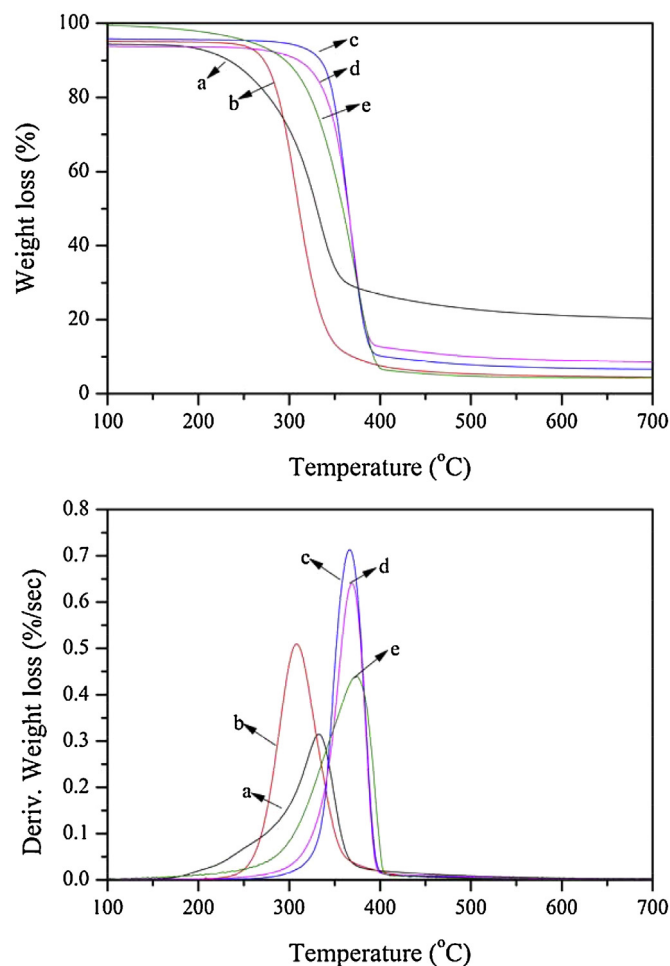 100
80
60
40
20
0
Weight loss (%)
a
b
c
d
e
100 200 300 400 500 600 700
Temperature (°C)
0.8
0.7
0.6
0.5
0.4
0.3
0.2
0.1
0.0
Deriv. Weight loss (%/sec)
c
d
e
b
a
100 200 300 400 500 600 700
Temperature (°C)